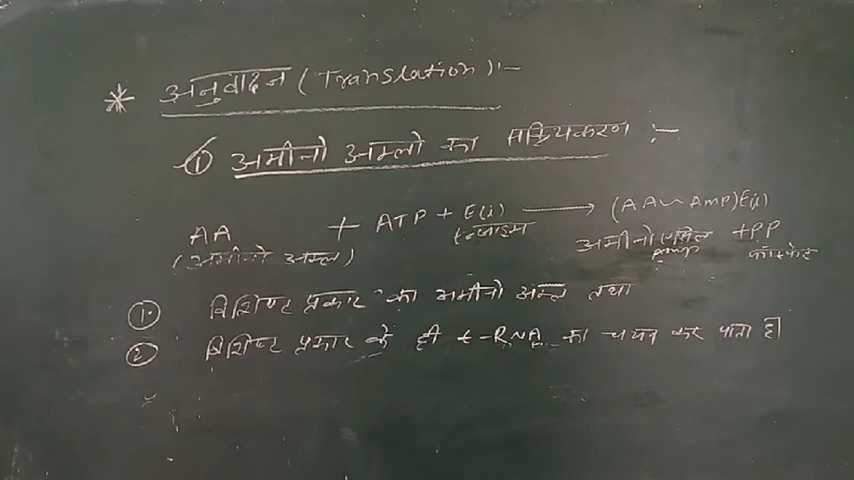 * अनुवादन (Translation) :-
① अमीनो अम्लो का सक्रियकरण :-
AA + ATP + E(i) ⟶ (AA~AMP)E(i)
(अमीनो अम्ल) एन्जाइम अमीनो एसिल +PP
फॉस्फेट
① विशिष्ट प्रकार का अमीनो अम्ल तथा
② विशिष्ट प्रकार के ही t-RNA का चयन कर पाता है|